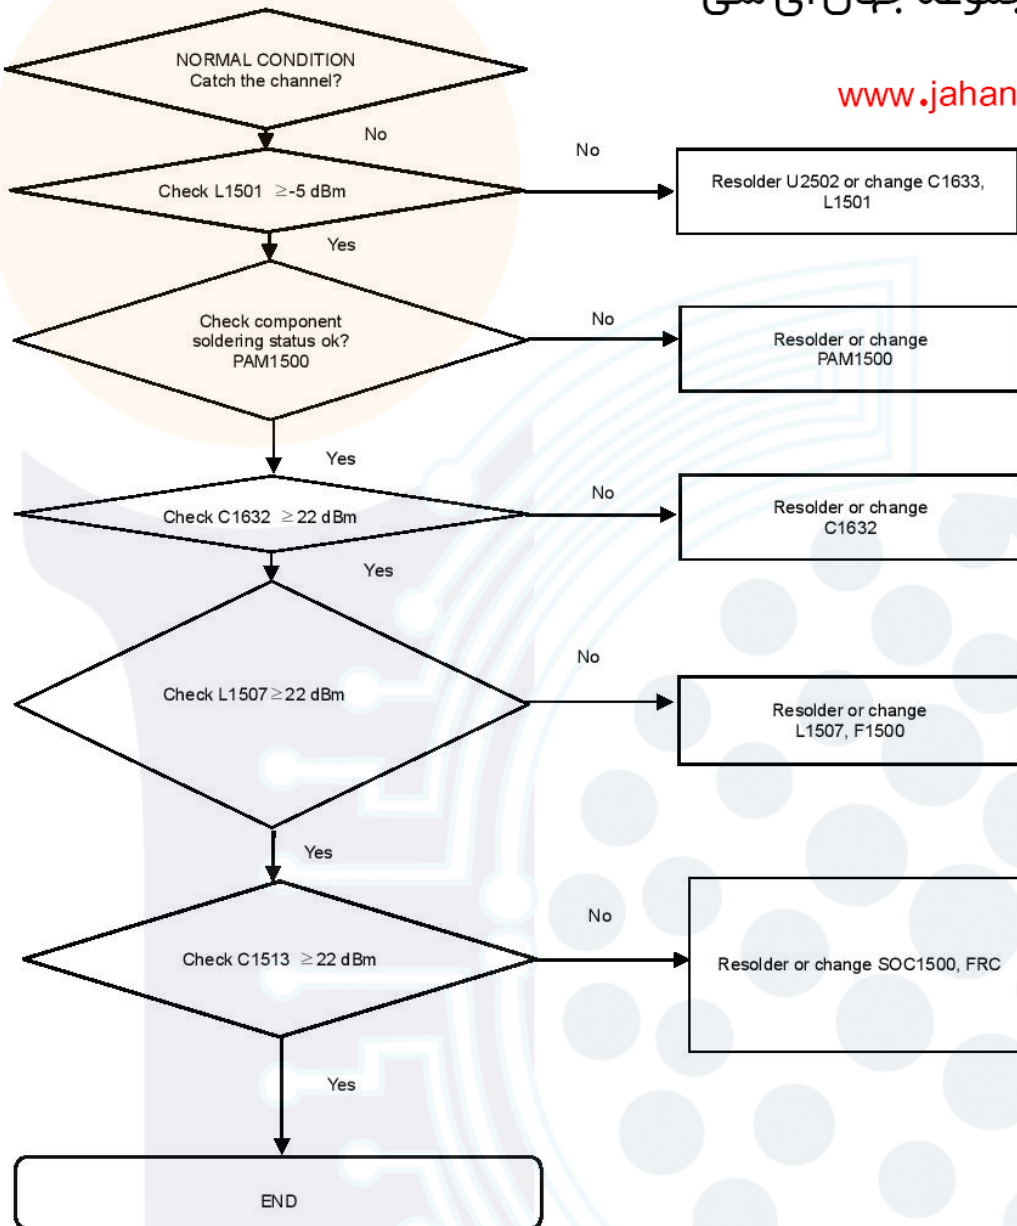 جهان آی سی
www.jahan
NORMAL CONDITION
Catch the channel?
No
Check L1501 ≥-5 dBm
No
Resolder U2502 or change C1633,
L1501
Yes
Check component
soldering status ok?
PAM1500
No
Resolder or change
PAM1500
Yes
Check C1632 ≥22 dBm
No
Resolder or change
C1632
Yes
Check L1507≥22 dBm
No
Resolder or change
L1507, F1500
Yes
Check C1513 ≥22 dBm
No
Resolder or change SOC1500, FRC
Yes
END